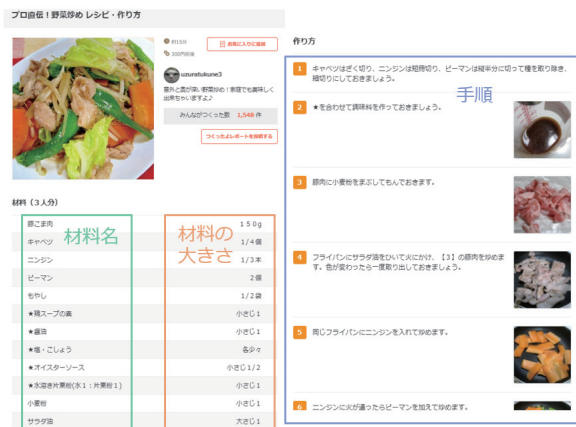 プロ直伝！野菜炒め レシピ・作り方
約15分
お気に入りに追加
300円前後
uzuratukune3
意外と奥が深い野菜炒め！家庭でも美味しく
出来ちゃいますよ♪
みんながつくった数 1,548 件
つくったよレポートを投稿する
材料（3人分）
材料名
材料の
大きさ
豚こま肉 150g
キャベツ 1/4個
ニンジン 1/3本
ピーマン 2個
もやし 1/2袋
★鶏スープの素 小さじ1
★醤油 小さじ1
★塩・こしょう 各少々
★オイスターソース 小さじ1/2
★水溶き片栗粉(水1：片栗粉1) 小さじ1
小麦粉 小さじ1
サラダ油 大さじ1
作り方
手順
1 キャベツはざく切り、ニンジンは短冊切り、ピーマンは縦半分に切って種を取り除き、
細切りにしておきましょう。
2 ★を合わせて調味料を作っておきましょう。
3 豚肉に小麦粉をまぶしてもんでおきます。
4 フライパンにサラダ油をひいて火にかけ、【3】の豚肉を炒めま
す。色が変わったら一度取り出しておきましょう。
5 同じフライパンにニンジンを入れて炒めます。
6 ニンジンに火が通ったらピーマンを加えて炒めます。